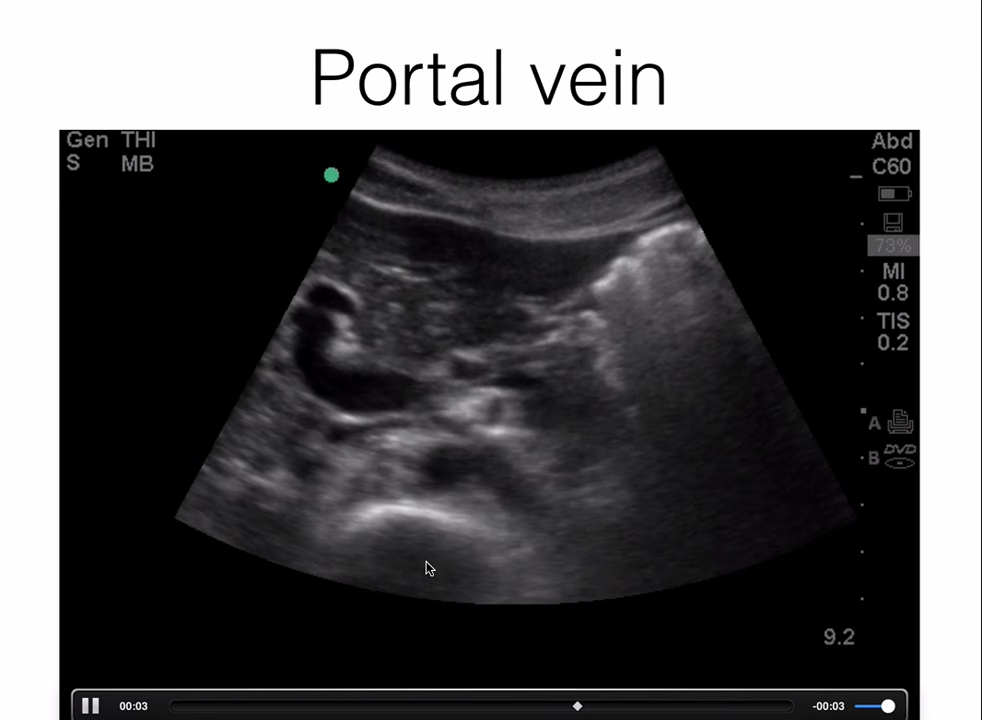 Portal vein
Gen THI
S MB
Abd
C60
73%
MI
0.8
TIS
0.2
A
B DVD
9.2
00:03
-00:03